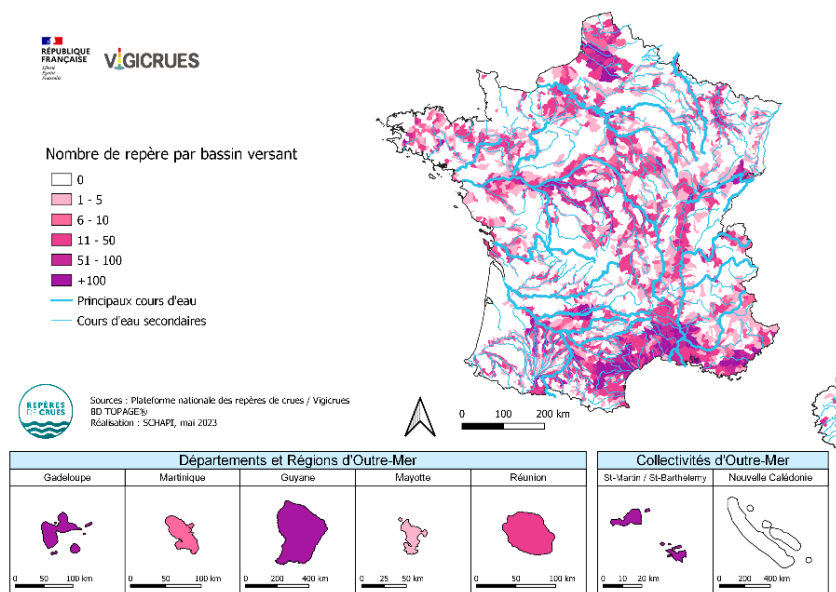 RÉPUBLIQUE
FRANÇAISE
Liberté
Égalité
Fraternité
VIGICRUES
Nombre de repère par bassin versant
0
1 - 5
6 - 10
11 - 50
51 - 100
+100
Principaux cours d'eau
Cours d'eau secondaires
REPÈRES
DE CRUES
Sources : Plateforme nationale des repères de crues / Vigicrues
BD TOPAGE®
Réalisation : SCHAPI, mai 2023
0 100 200 km
Départements et Régions d'Outre-Mer
Gadeloupe Martinique Guyane Mayotte Réunion
0 50 100 km
0 50 100 km
0 200 400 km
0 25 50 km
0 50 100 km
Collectivités d'Outre-Mer
St-Martin / St-Barthélemy Nouvelle Calédonie
0 10 20 km
0 200 400 km